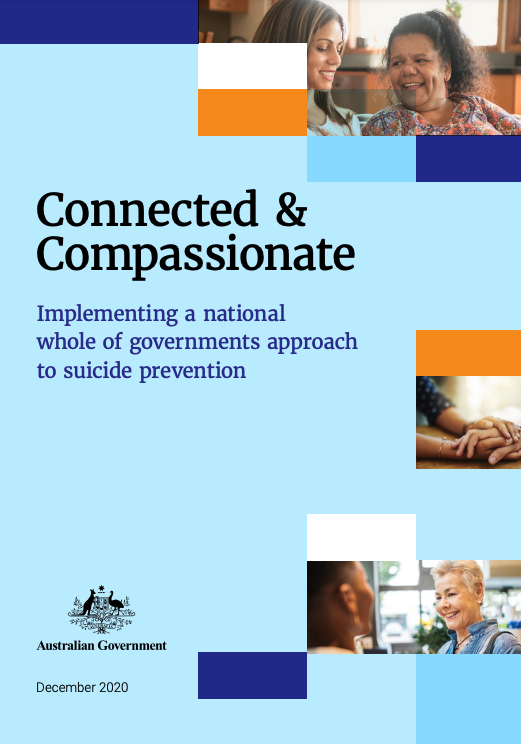 Connected &
Compassionate
Implementing a national
whole of governments approach
to suicide prevention
Australian Government
December 2020